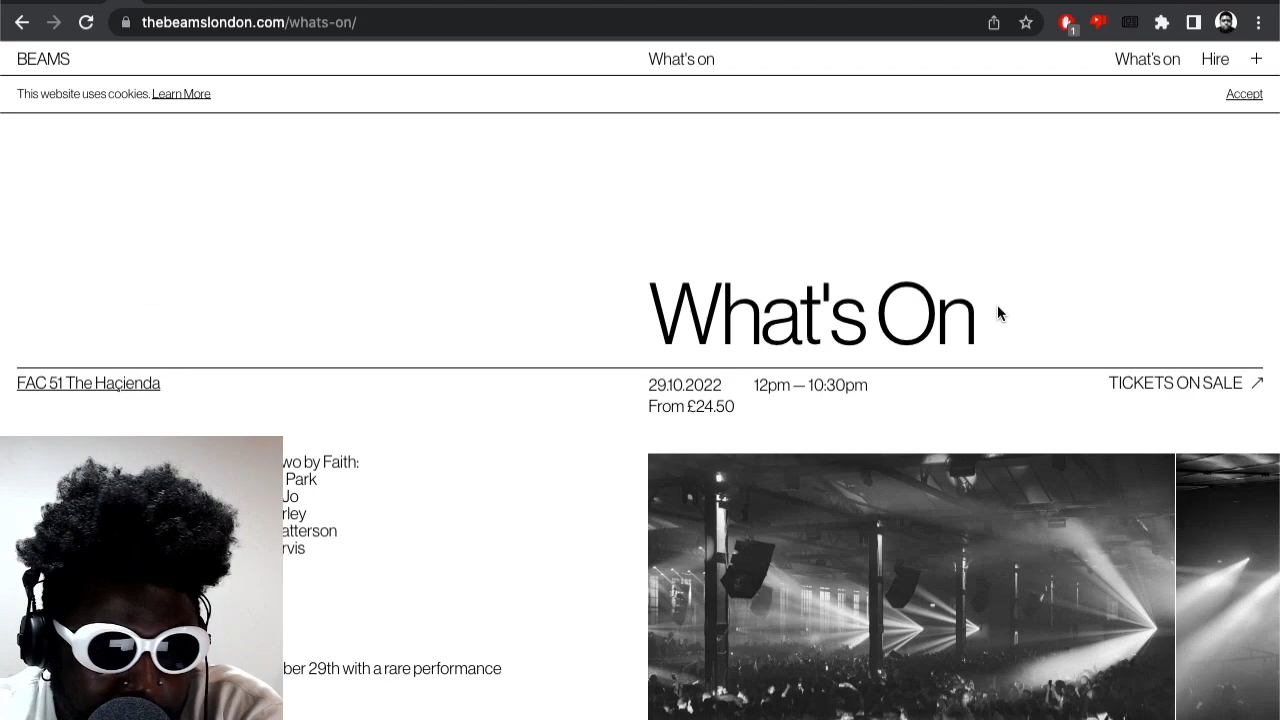 thebeamslondon.com/whats-on/
1
BEAMS What's on What's on Hire +
This website uses cookies. Learn More Accept
What's On
FAC 51 The Haçienda 29.10.2022 12pm — 10:30pm TICKETS ON SALE ↗
From £24.50
wo by Faith:
Park
Jo
rley
atterson
rvis
ber 29th with a rare performance